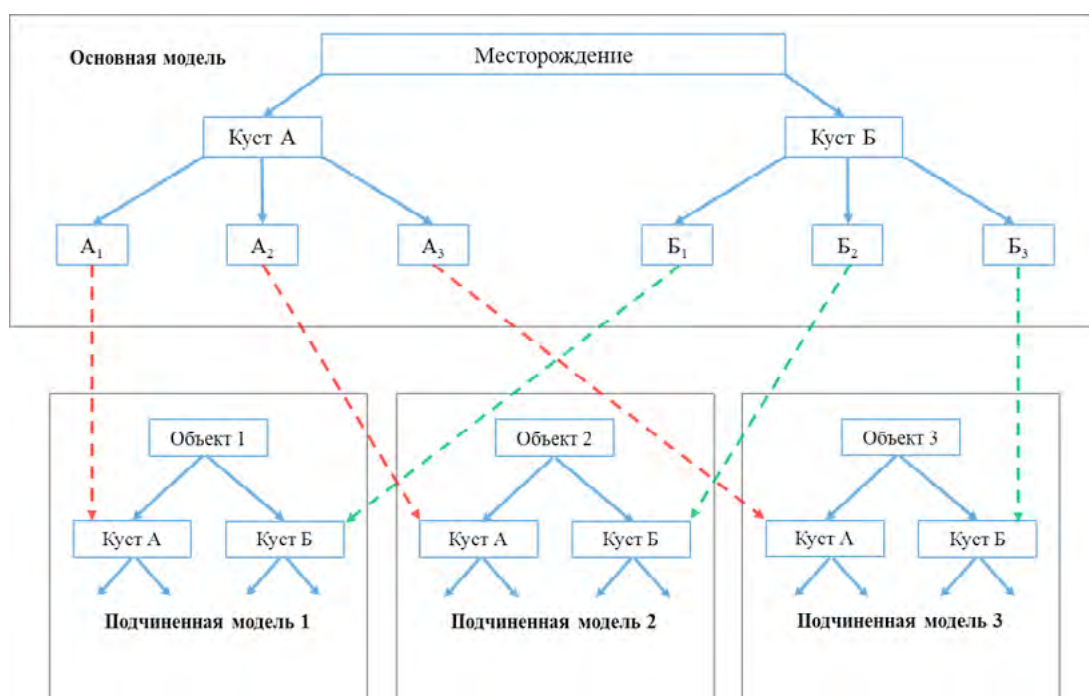 Основная модель
Месторождение
Куст А
Куст Б
А₁
А₂
А₃
Б₁
Б₂
Б₃
Объект 1
Объект 2
Объект 3
Куст А
Куст Б
Куст А
Куст Б
Куст А
Куст Б
Подчиненная модель 1
Подчиненная модель 2
Подчиненная модель 3